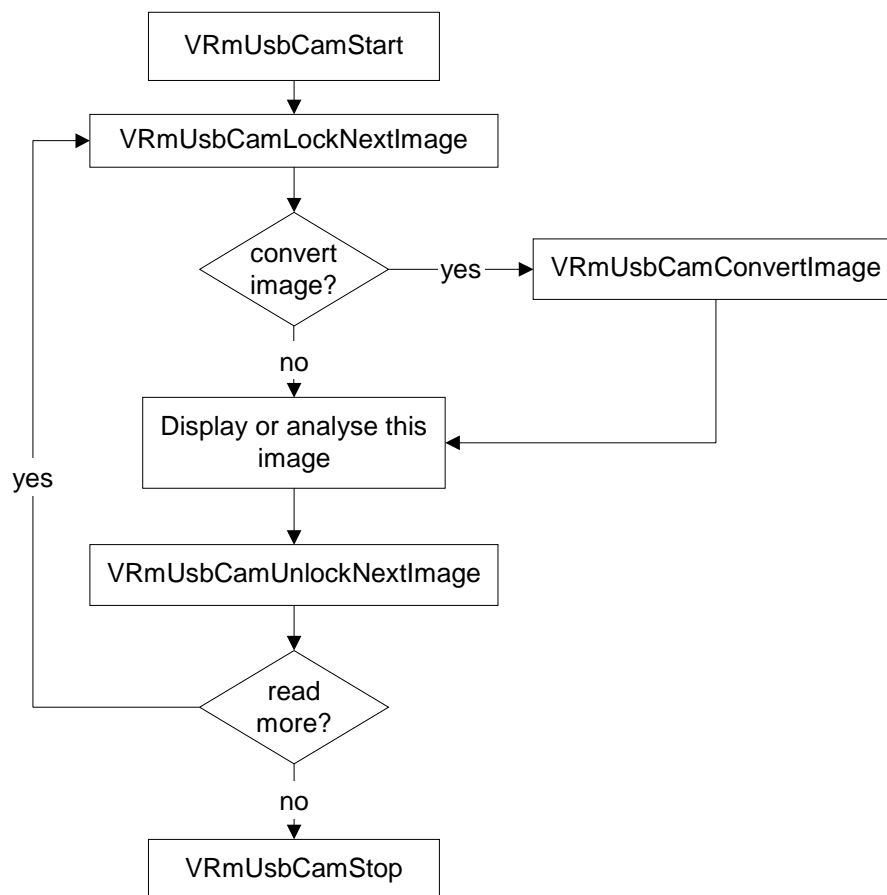 VRmUsbCamStart
VRmUsbCamLockNextImage
convert
image?
yes
VRmUsbCamConvertImage
no
Display or analyse this
image
yes
VRmUsbCamUnlockNextImage
read
more?
no
VRmUsbCamStop